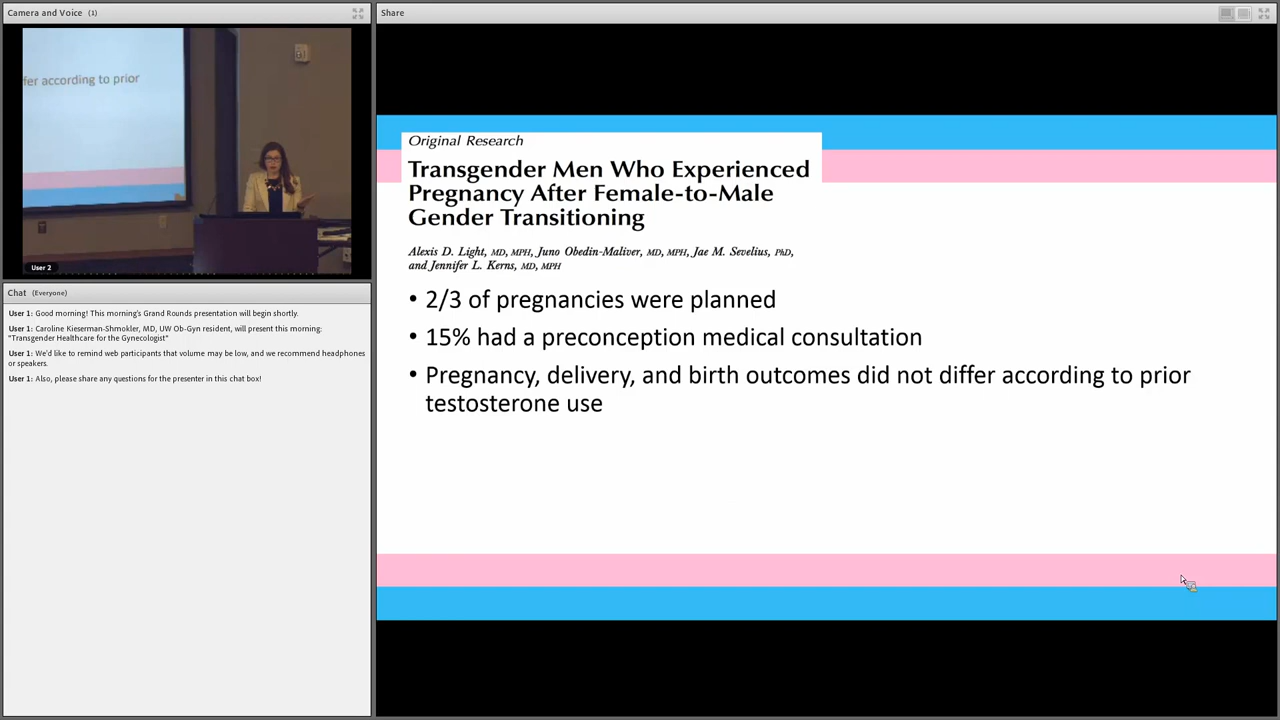 Camera and Voice (1)
fer according to prior
User 2
Chat (Everyone)
User 1: Good morning! This morning's Grand Rounds presentation will begin shortly.
User 1: Caroline Kieserman-Shmokler, MD, UW Ob-Gyn resident, will present this morning:
"Transgender Healthcare for the Gynecologist"
User 1: We'd like to remind web participants that volume may be low, and we recommend headphones
or speakers.
User 1: Also, please share any questions for the presenter in this chat box!
Share
Original Research
Transgender Men Who Experienced
Pregnancy After Female-to-Male
Gender Transitioning
Alexis D. Light, MD, MPH, Juno Obedin-Maliver, MD, MPH, Jae M. Sevelius, PhD,
and Jennifer L. Kerns, MD, MPH
• 2/3 of pregnancies were planned
• 15% had a preconception medical consultation
• Pregnancy, delivery, and birth outcomes did not differ according to prior
testosterone use